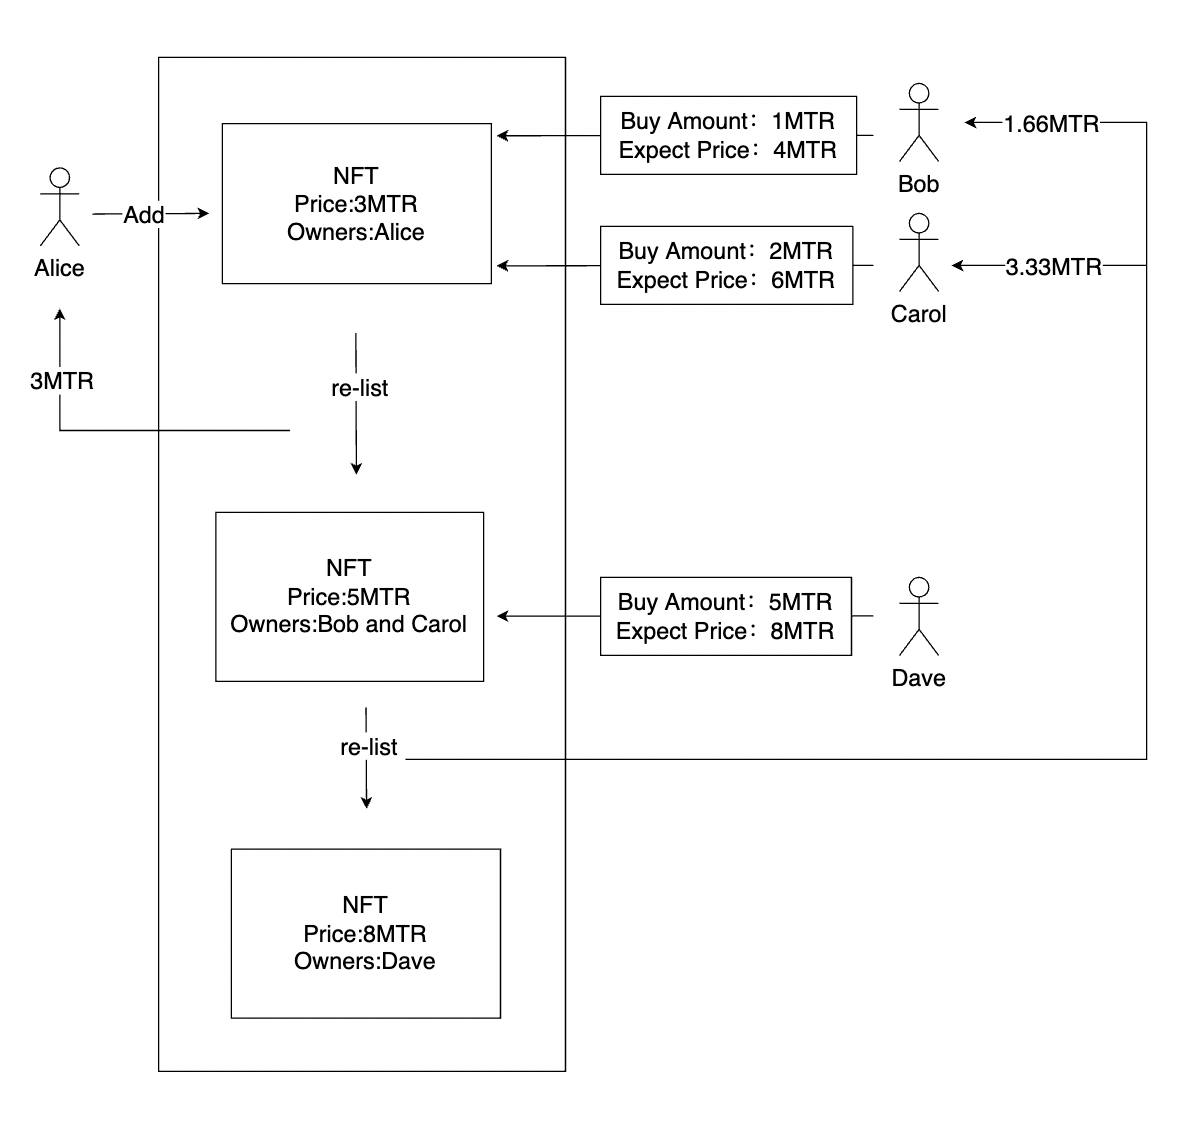 Buy Amount：1MTR
Expect Price：4MTR
1.66MTR
Bob
NFT
Price:3MTR
Owners:Alice
Add
Alice
Buy Amount：2MTR
Expect Price：6MTR
3.33MTR
Carol
3MTR
re-list
NFT
Price:5MTR
Owners:Bob and Carol
Buy Amount：5MTR
Expect Price：8MTR
Dave
re-list
NFT
Price:8MTR
Owners:Dave